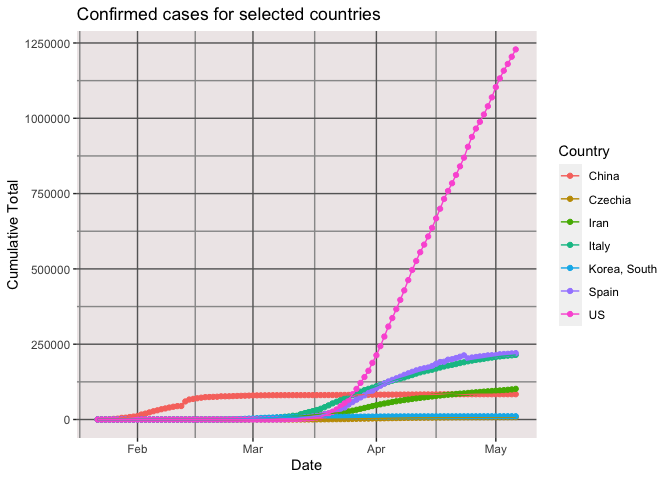 Confirmed cases for selected countries
1250000
1000000
750000
500000
250000
0
Cumulative Total
Feb
Mar
Apr
May
Date
Country
China
Czechia
Iran
Italy
Korea, South
Spain
US